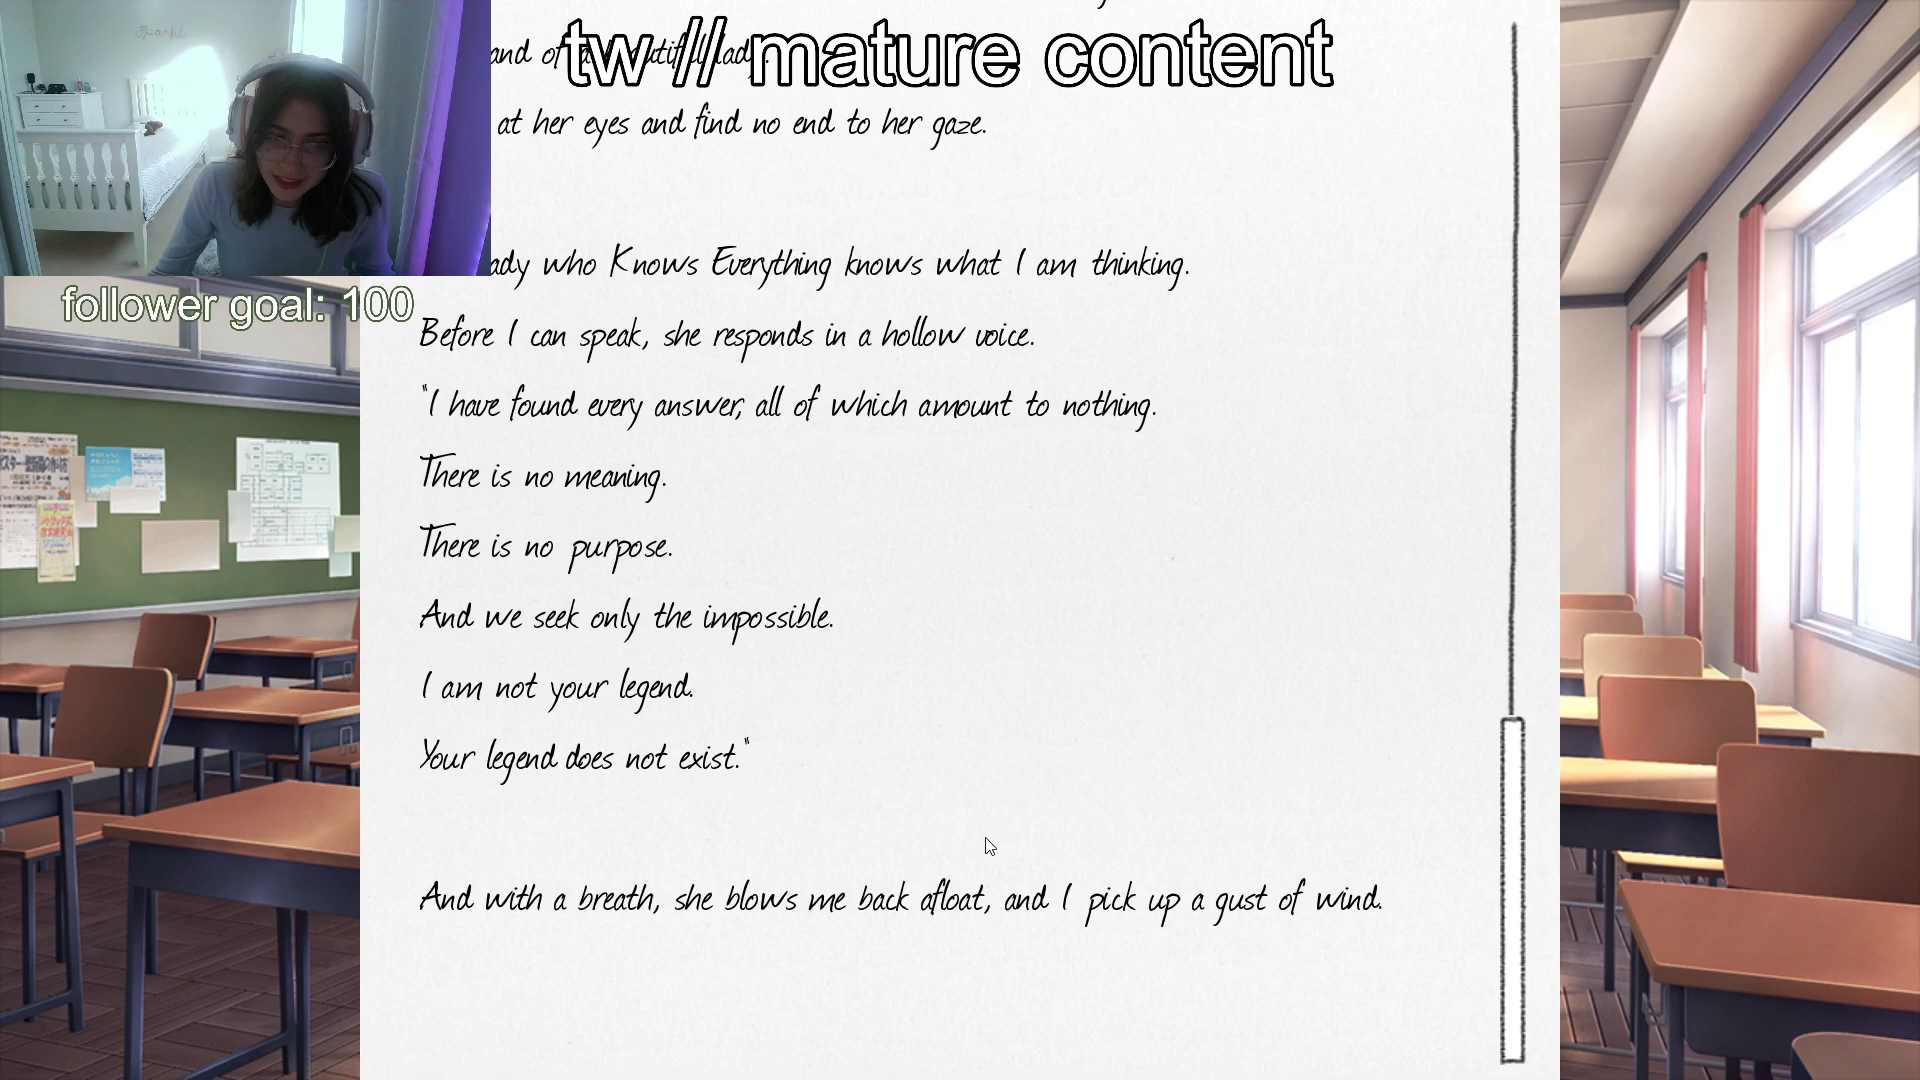 tw // mature content
and of a beautiful lady.
at her eyes and find no end to her gaze.
ady who Knows Everything knows what I am thinking.
follower goal: 100
Before I can speak, she responds in a hollow voice.
"I have found every answer, all of which amount to nothing.
There is no meaning.
There is no purpose.
And we seek only the impossible.
I am not your legend.
Your legend does not exist."
And with a breath, she blows me back afloat, and I pick up a gust of wind.